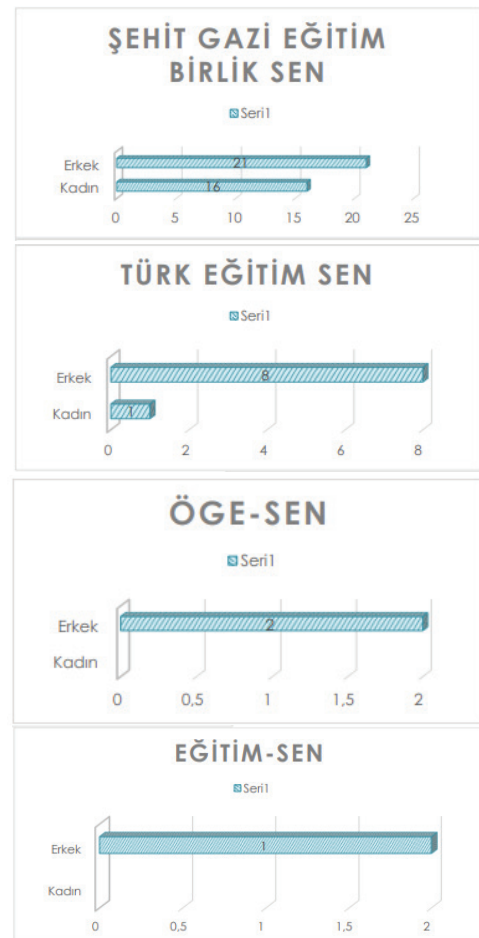 ŞEHİT GAZİ EĞİTİM
BİRLİK SEN
Seri1
Erkek
21
Kadın
16
0 5 10 15 20 25
TÜRK EĞİTİM SEN
Seri1
Erkek
8
Kadın
1
0 2 4 6 8
ÖGE-SEN
Seri1
Erkek
2
Kadın
0 0,5 1 1,5 2
EĞİTİM-SEN
Seri1
Erkek
1
Kadın
0 0,5 1 1,5 2